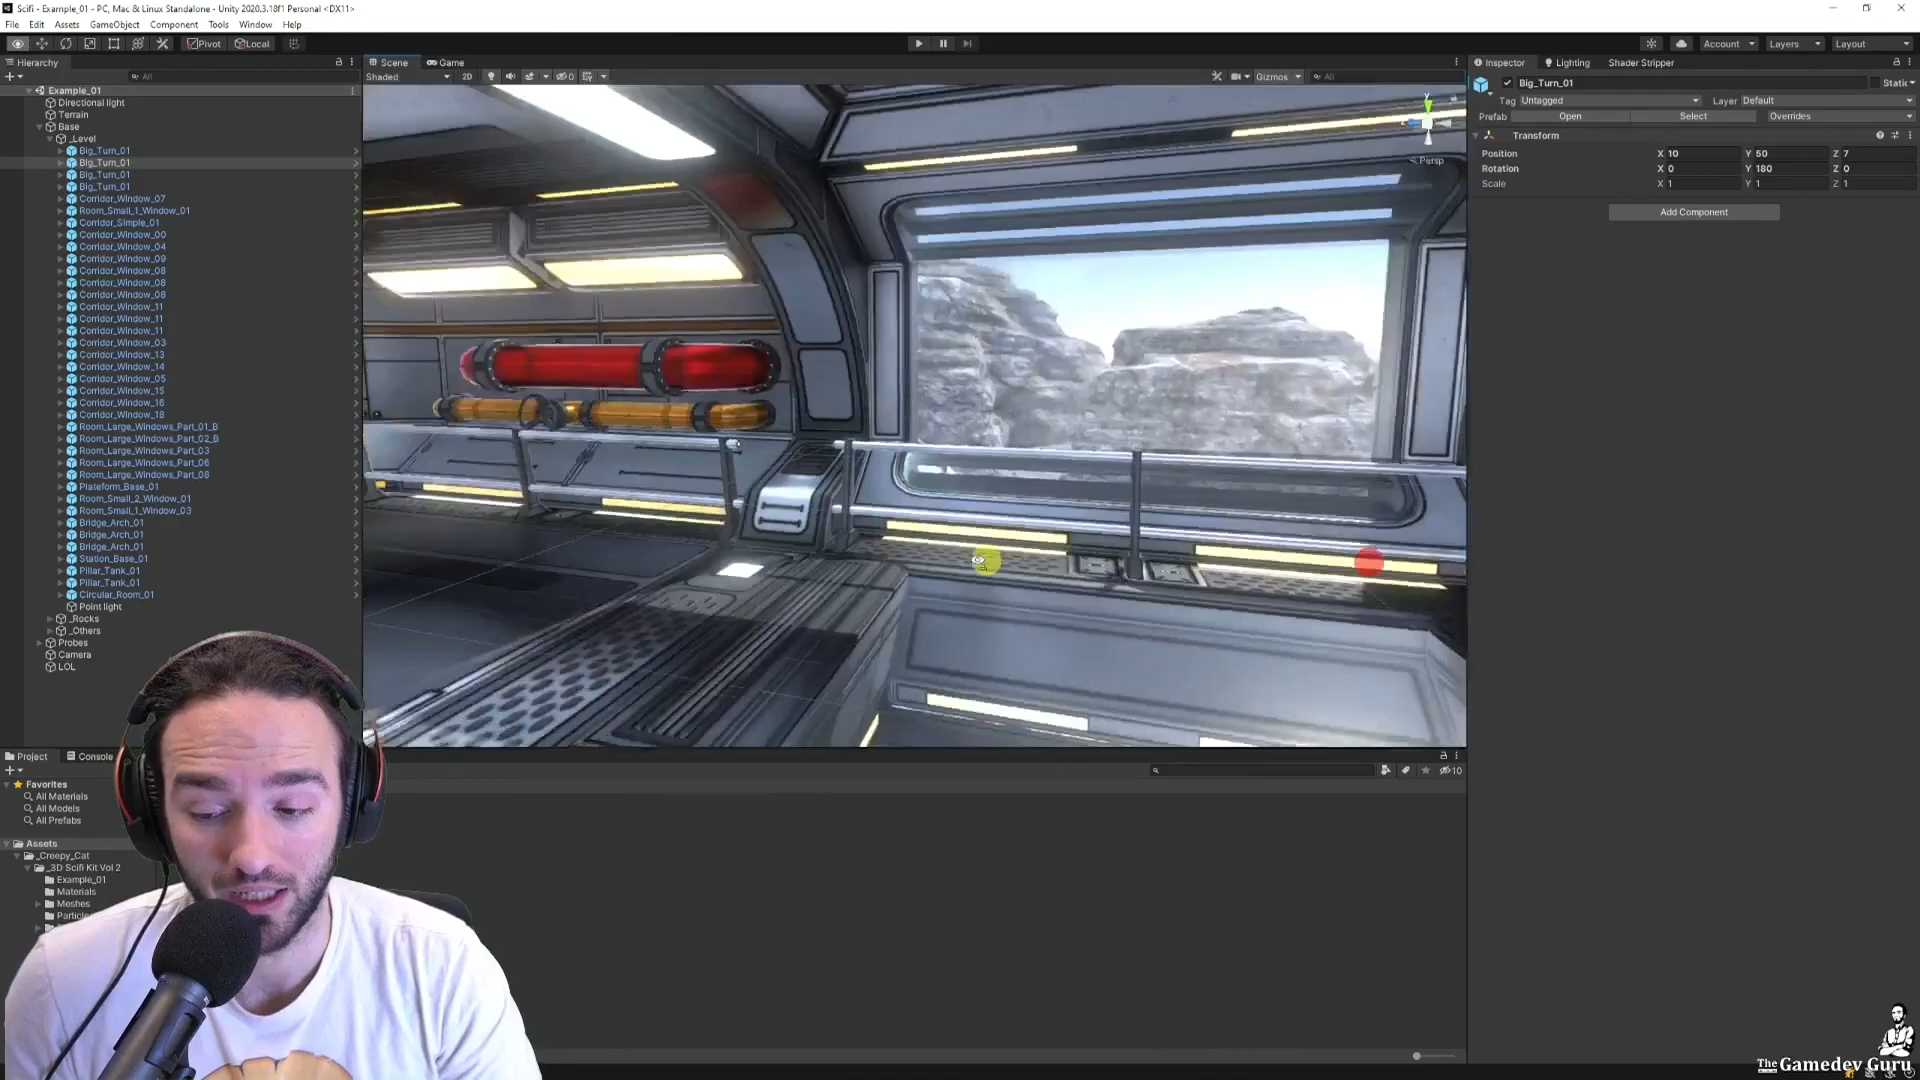 Scifi - Example_01 - PC, Mac & Linux Standalone - Unity 2020.3.18f1 Personal <DX11>
File Edit Assets GameObject Component Tools Window Help
Pivot Local Account Layers Layout
Hierarchy Scene Game Inspector Lighting Shader Stripper
All Shaded 2D 0 Gizmos All
Big_Turn_01 Static
Tag Untagged Layer Default
Prefab Open Select Overrides
Transform
Position X 10 Y 50 Z 7
Rotation X 0 Y 180 Z 0
Scale X 1 Y 1 Z 1
Add Component
Y
Persp
Example_01
Directional light
Terrain
Base
_Level
Big_Turn_01
Big_Turn_01
Big_Turn_01
Big_Turn_01
Corridor_Window_07
Room_Small_1_Window_01
Corridor_Simple_01
Corridor_Window_00
Corridor_Window_04
Corridor_Window_09
Corridor_Window_08
Corridor_Window_08
Corridor_Window_08
Corridor_Window_11
Corridor_Window_11
Corridor_Window_11
Corridor_Window_03
Corridor_Window_13
Corridor_Window_14
Corridor_Window_05
Corridor_Window_15
Corridor_Window_16
Corridor_Window_18
Room_Large_Windows_Part_01_B
Room_Large_Windows_Part_02_B
Room_Large_Windows_Part_03
Room_Large_Windows_Part_06
Room_Large_Windows_Part_08
Plateform_Base_01
Room_Small_2_Window_01
Room_Small_1_Window_03
Bridge_Arch_01
Bridge_Arch_01
Bridge_Arch_01
Station_Base_01
Pillar_Tank_01
Pillar_Tank_01
Circular_Room_01
Point light
_Rocks
_Others
Probes
Camera
LOL
Project Console
10
Favorites
All Materials
All Models
All Prefabs
Assets
_Creepy_Cat
_3D Scifi Kit Vol 2
Example_01
Materials
Meshes
The Gamedev Guru